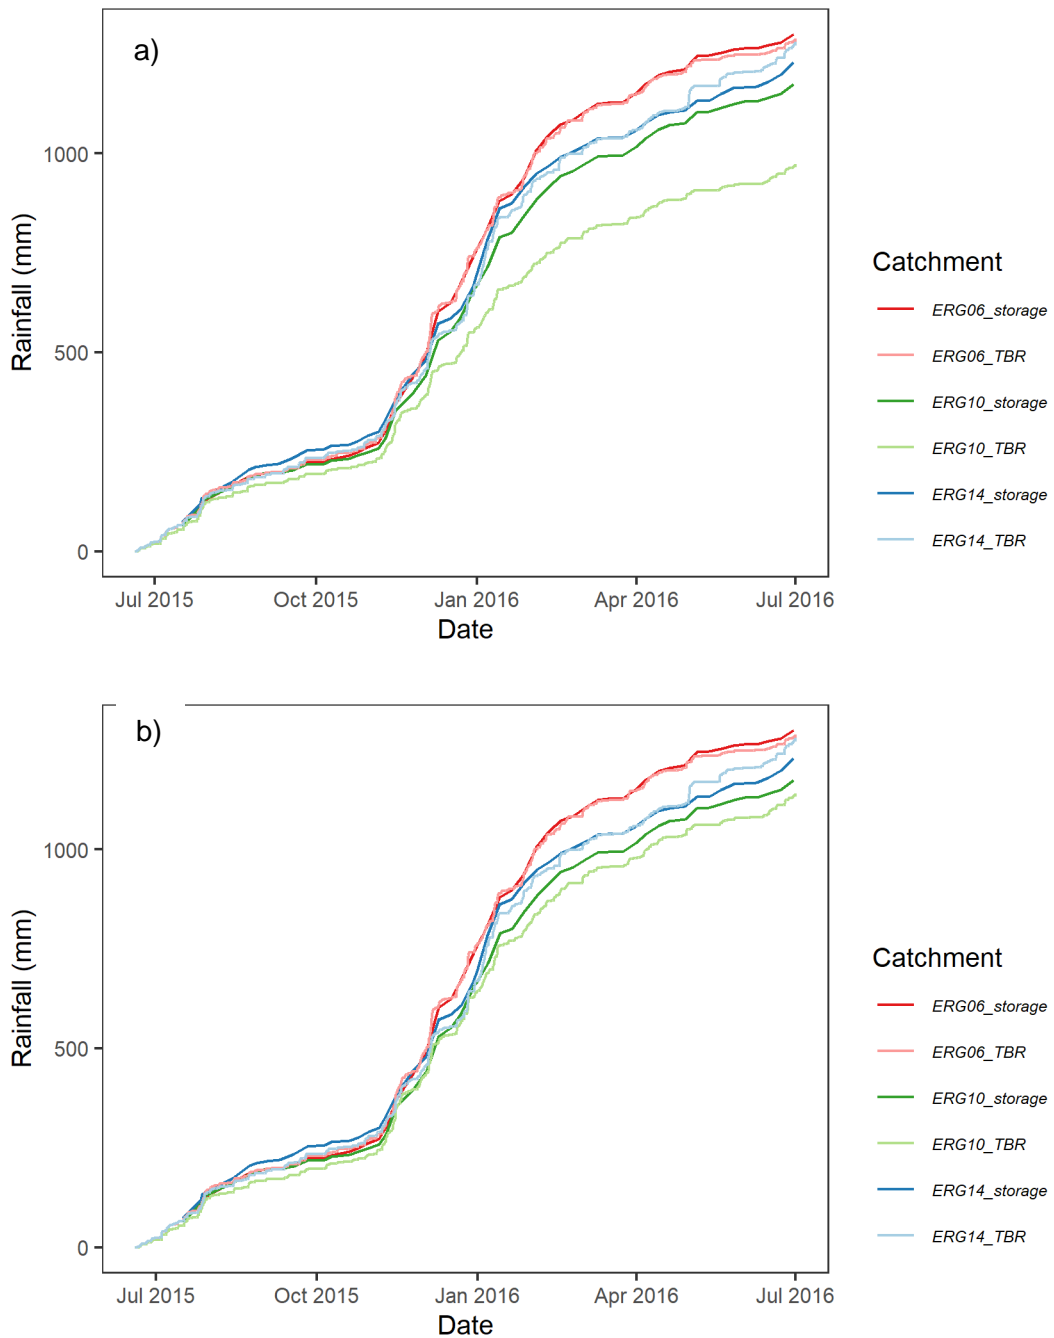 a)
Rainfall (mm)
1000
500
0
Jul 2015 Oct 2015 Jan 2016 Apr 2016 Jul 2016
Date
Catchment
ERG06_storage
ERG06_TBR
ERG10_storage
ERG10_TBR
ERG14_storage
ERG14_TBR
b)
Rainfall (mm)
1000
500
0
Jul 2015 Oct 2015 Jan 2016 Apr 2016 Jul 2016
Date
Catchment
ERG06_storage
ERG06_TBR
ERG10_storage
ERG10_TBR
ERG14_storage
ERG14_TBR